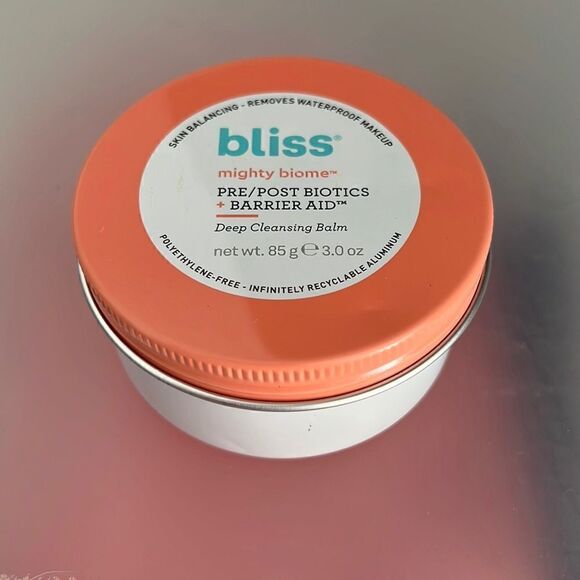 SKIN BALANCING - REMOVES WATERPROOF MAKEUP
bliss®
mighty biome™
PRE/POST BIOTICS
+ BARRIER AID™
Deep Cleansing Balm
net wt. 85 g ℮ 3.0 oz
POLYETHYLENE-FREE - INFINITELY RECYCLABLE ALUMINUM